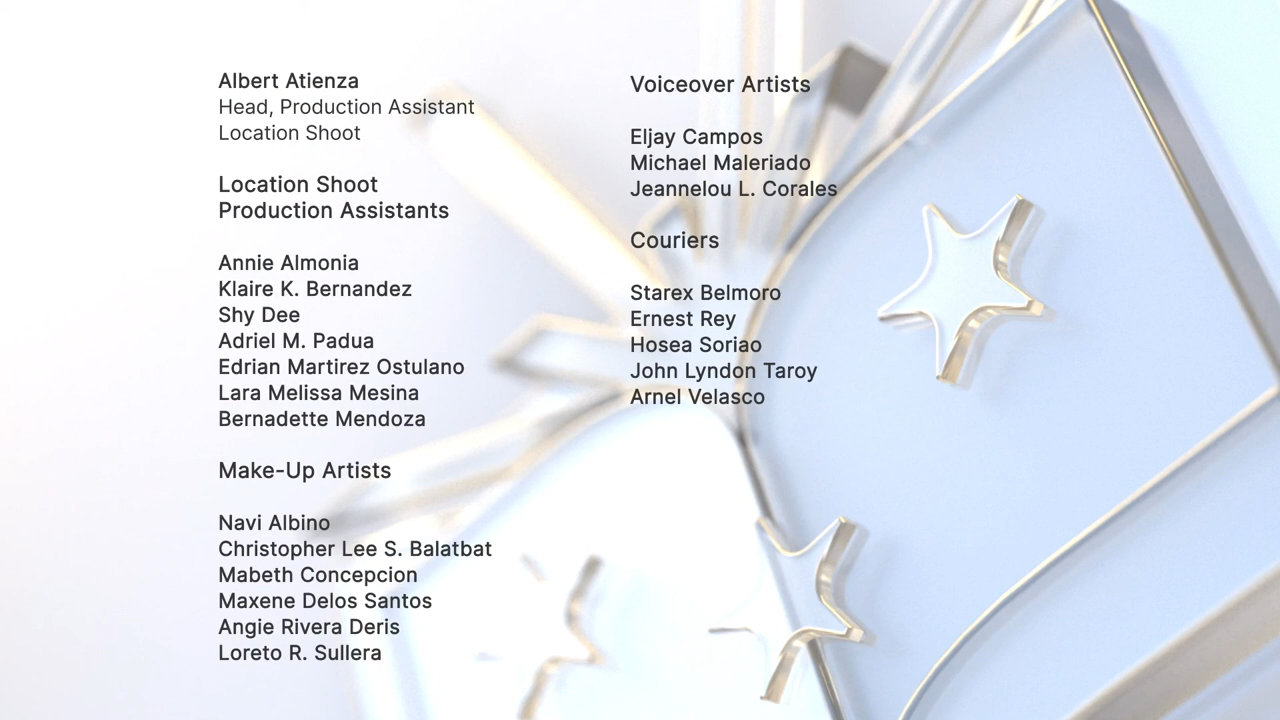 Albert Atienza
Head, Production Assistant
Location Shoot
Location Shoot
Production Assistants
Annie Almonia
Klaire K. Bernandez
Shy Dee
Adriel M. Padua
Edrian Martirez Ostulano
Lara Melissa Mesina
Bernadette Mendoza
Make-Up Artists
Navi Albino
Christopher Lee S. Balatbat
Mabeth Concepcion
Maxene Delos Santos
Angie Rivera Deris
Loreto R. Sullera
Voiceover Artists
Eljay Campos
Michael Maleriado
Jeannelou L. Corales
Couriers
Starex Belmoro
Ernest Rey
Hosea Soriao
John Lyndon Taroy
Arnel Velasco